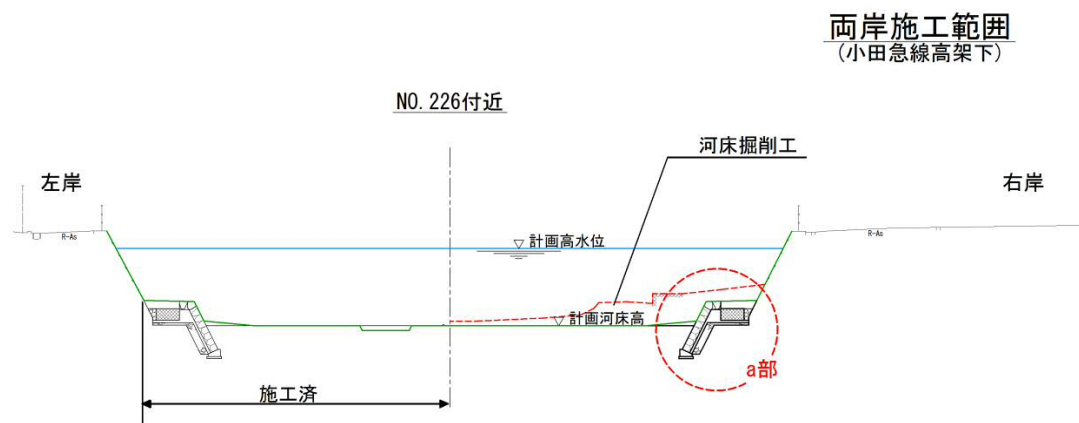 両岸施工範囲
(小田急線高架下)
NO.226付近
河床掘削工
左岸
右岸
R-As
R-As
計画高水位
計画河床高
a部
施工済